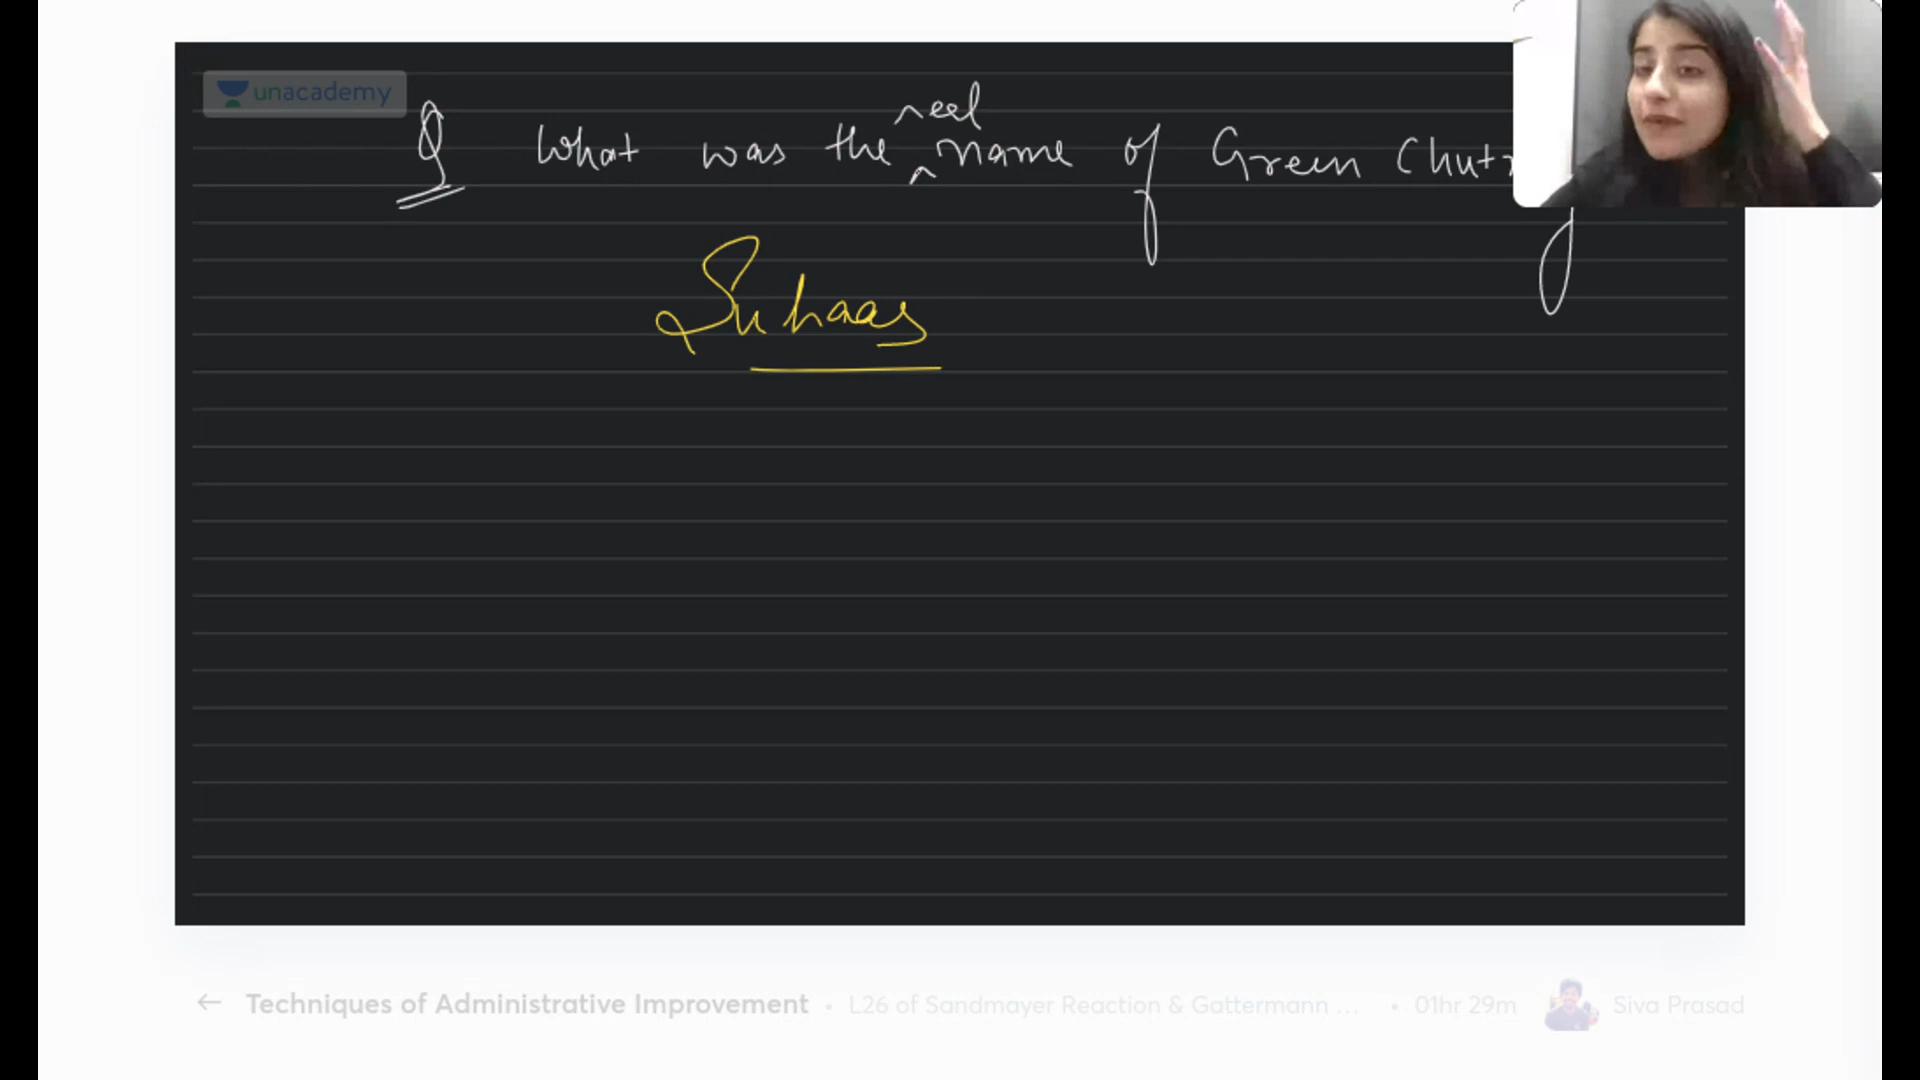 unacademy
real
Q What was the ^ name of Green Chutn
Suhaas
← Techniques of Administrative Improvement • L26 of Sandmayer Reaction & Gattermann ... • 01hr 29m Siva Prasad